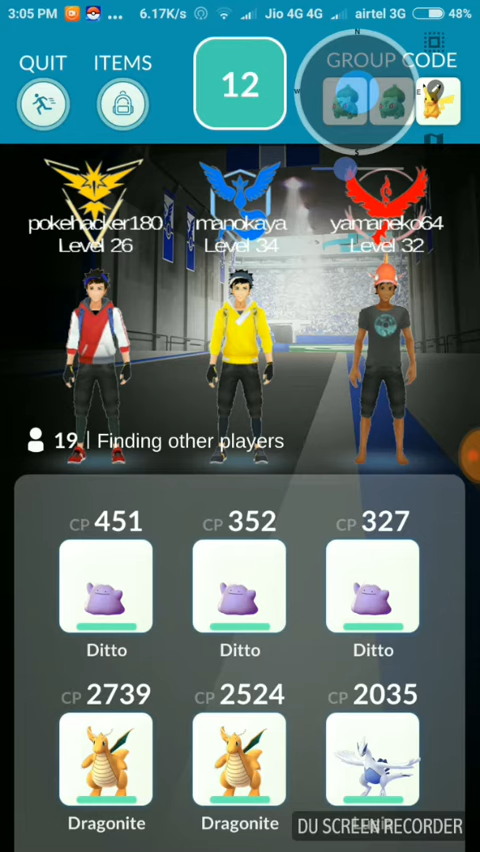 3:05 PM ... 6.17K/s Jio 4G 4G airtel 3G 48%
QUIT ITEMS 12 GROUP CODE
N
W E
S
pokehacker180 manokaya yamaneko64
Level 26 Level 34 Level 32
19 | Finding other players
CP 451 CP 352 CP 327
Ditto Ditto Ditto
CP 2739 CP 2524 CP 2035
Dragonite Dragonite
DU SCREEN RECORDER